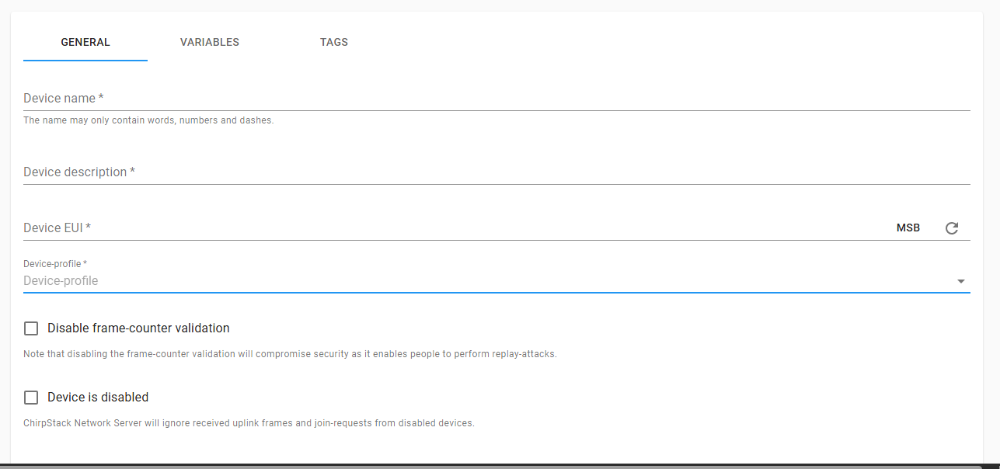 GENERAL VARIABLES TAGS
Device name *
The name may only contain words, numbers and dashes.
Device description *
Device EUI * MSB
Device-profile *
Device-profile
Disable frame-counter validation
Note that disabling the frame-counter validation will compromise security as it enables people to perform replay-attacks.
Device is disabled
ChirpStack Network Server will ignore received uplink frames and join-requests from disabled devices.